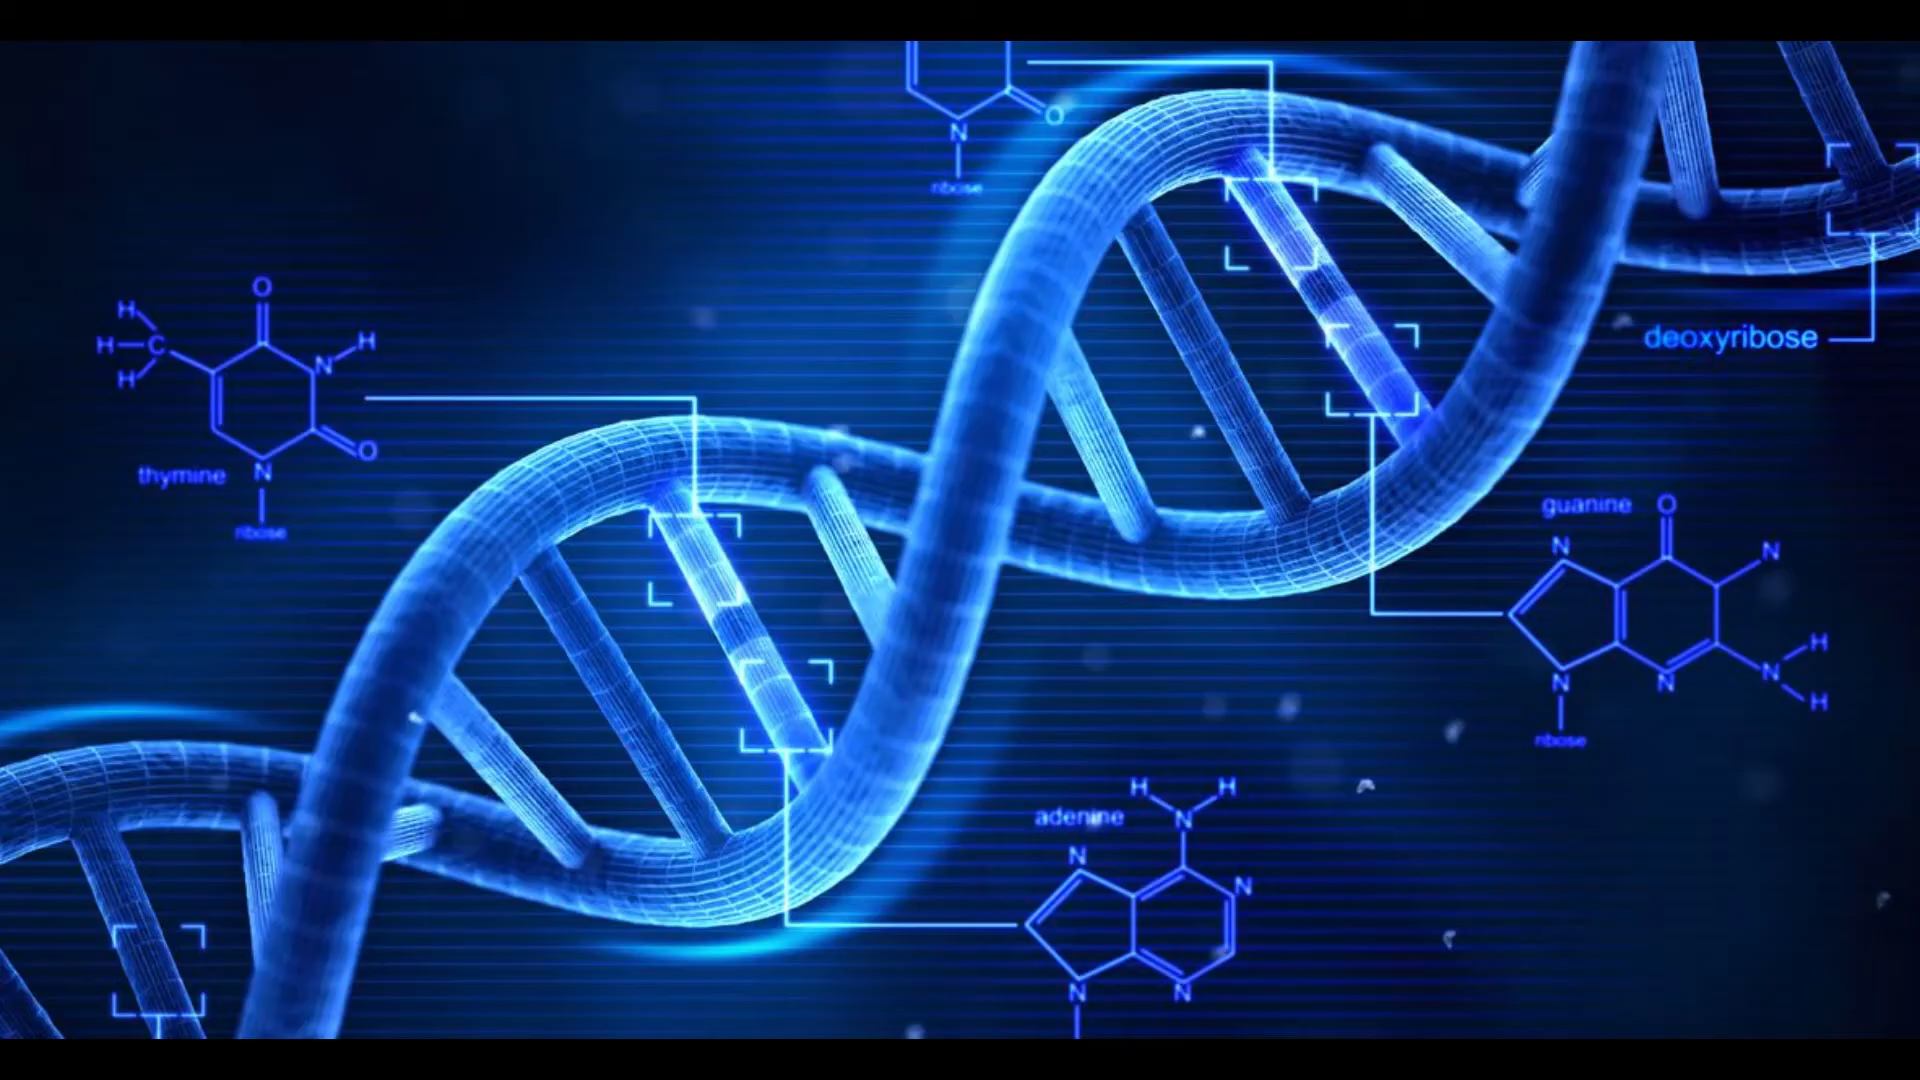 O
N
ribose
deoxyribose
O
H
H C N H
H
O
thymine N
ribose
guanine O
N N
H
N N N
H
ribose
H H
adenine N
N
N
N N